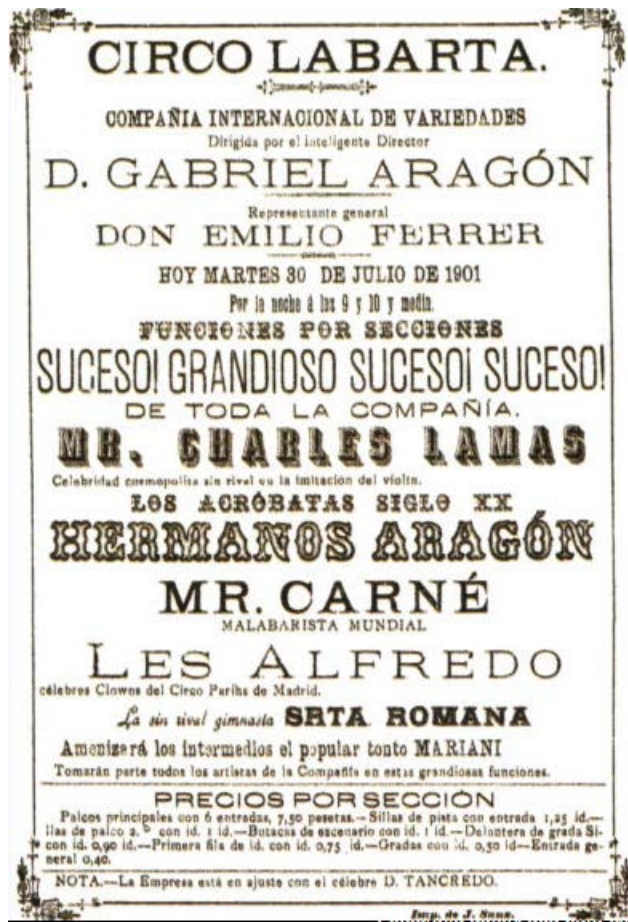 CIRCO LABARTA.
COMPAÑIA INTERNACIONAL DE VARIEDADES
Dirigida por el inteligente Director
D. GABRIEL ARAGÓN
Representante general
DON EMILIO FERRER
HOY MARTES 30 DE JULIO DE 1901
Por la noche á las 9 y 10 y media.
FUNCIONES POR SECCIONES
SUCESO! GRANDIOSO SUCESO¡ SUCESO!
DE TODA LA COMPAÑÍA.
MR. CHARLES LAMAS
Celebridad cosmopolita sin rival en la imitación del violín.
LOS ACRÓBATAS SIGLO XX
HERMANOS ARAGÓN
MR. CARNÉ
MALABARISTA MUNDIAL
LES ALFREDO
célebres Clowns del Circo Parihs de Madrid.
La sin rival gimnasta SRTA. ROMANA
Amenizará los intermedios el popular tonto MARIANI
Tomarán parte todos los artistas de la Compañía en estas grandiosas funciones.
PRECIOS POR SECCIÓN
Palcos principales con 6 entradas, 7,50 pesetas.—Sillas de pista con entrada 1,25 id.—
llas de palco 2.º con id. 1 id.—Butacas de escenario con id. 1 id.—Delantera de grada Si-
con id. 0,90 id.—Primera fila de id. con id. 0,75 id.—Gradas con id. 0,50 id—Entrada ge-
neral 0,40.
NOTA.—La Empresa está en ajuste con el célebre D. TANCREDO.
Imp. de J. Sanz.